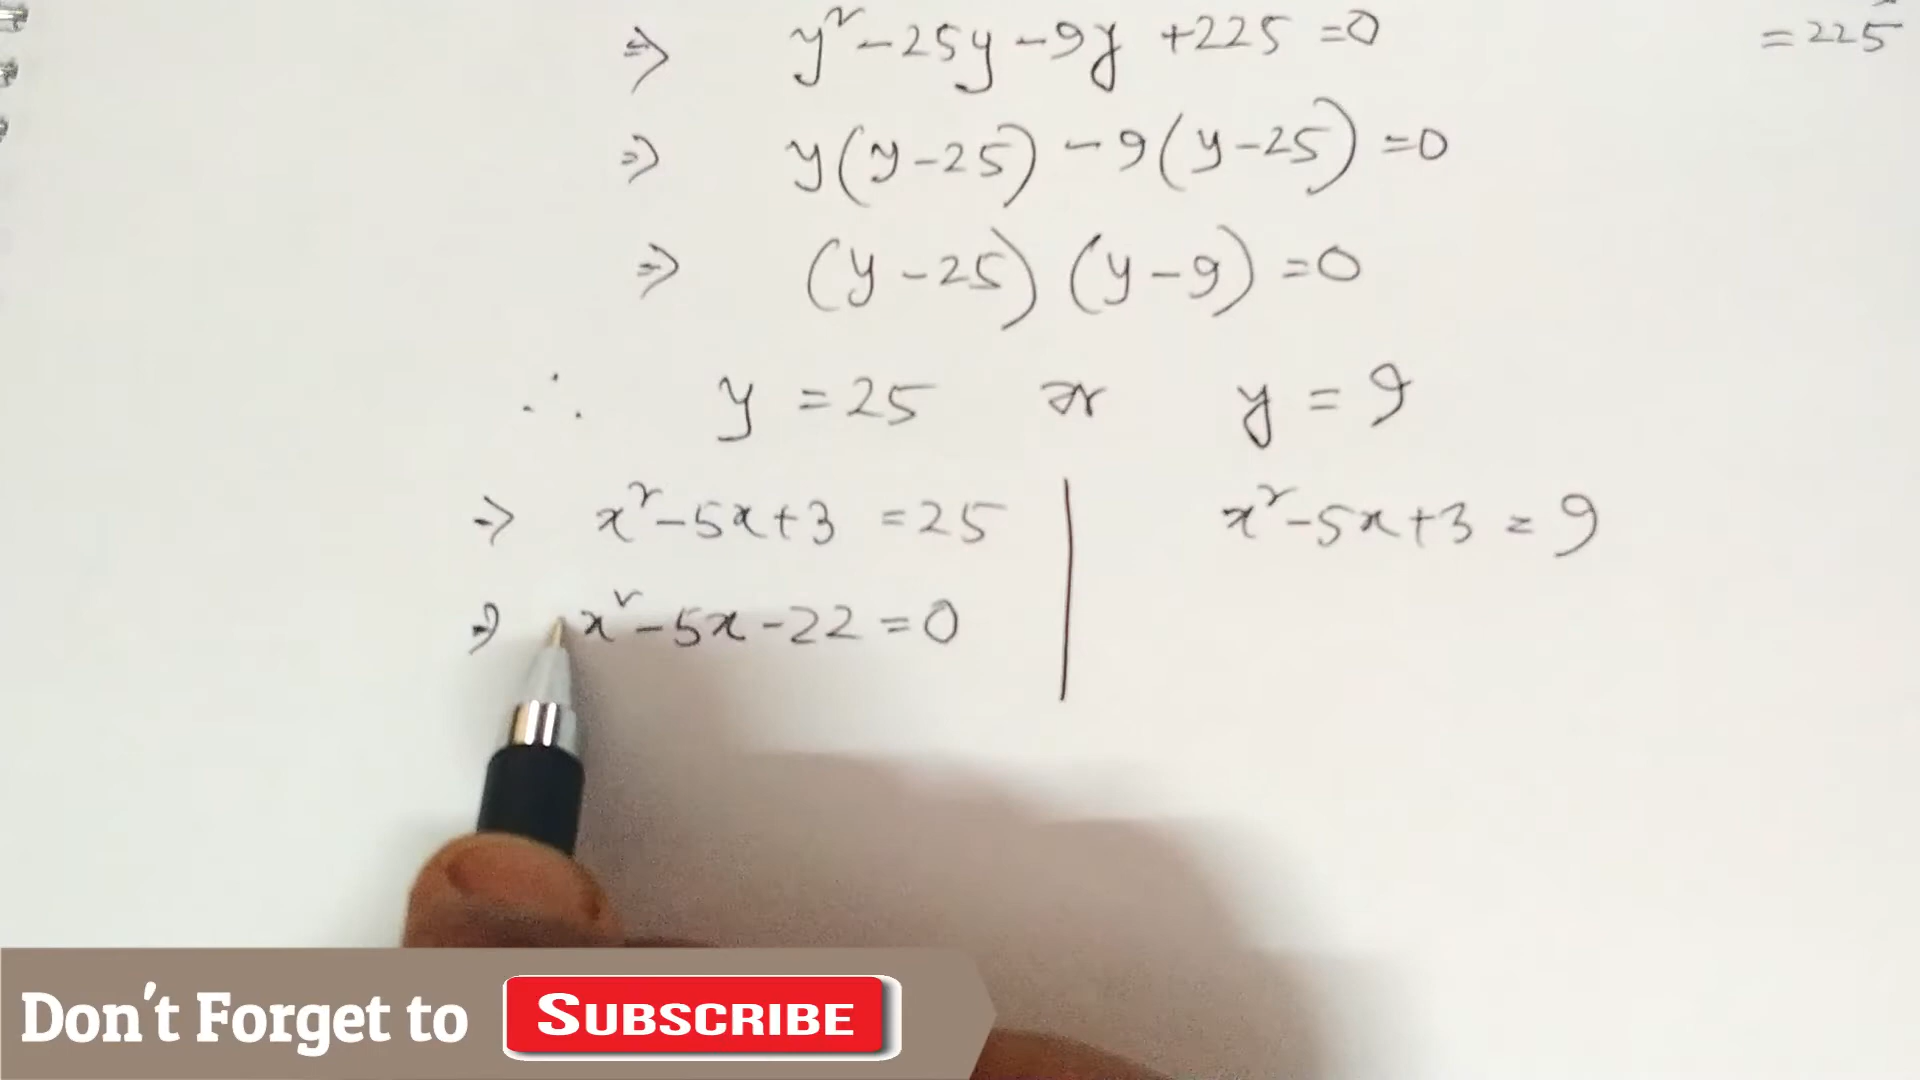 ⇒ y² - 25y - 9y + 225 = 0
= 225
⇒ y(y - 25) - 9(y - 25) = 0
⇒ (y - 25) (y - 9) = 0
∴ y = 25 or y = 9
⇒ x² - 5x + 3 = 25
x² - 5x + 3 = 9
⇒ x² - 5x - 22 = 0
Don't Forget to SUBSCRIBE